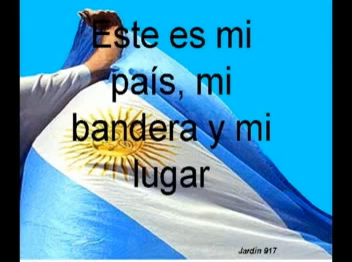 Este es mi
país, mi
bandera y mi
lugar
Jardín 917